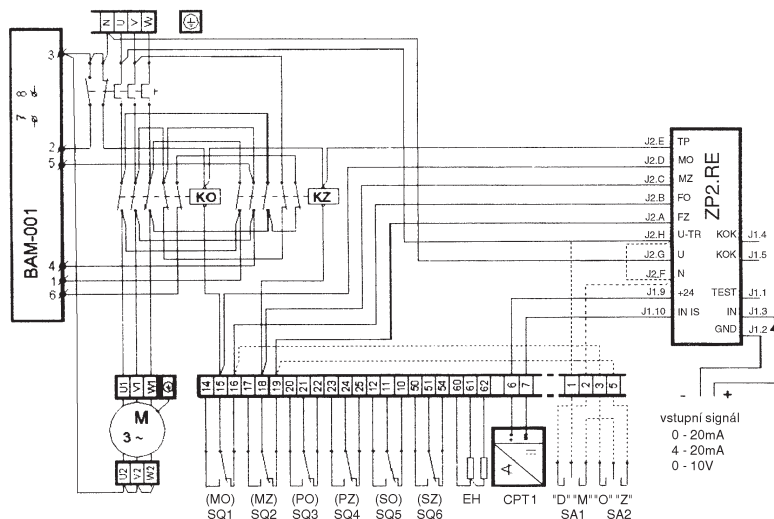 N U V W
3
8
7
2
5
BAM-001
4
1
6
KO
KZ
J2.E TP
J2.D MO
J2.C MZ
J2.B FO
J2.A FZ
J2.H U-TR KOK J1.4
J2.G U KOK J1.5
J2.F N
J1.9 +24 TEST J1.1
J1.10 IN IS IN J1.3
GND J1.2
ZP2.RE
U1 V1 W1
M
3 ~
U2 V2 W2
14 15 16 17 18 19 20 21 22 23 24 25 12 11 10 50 51 54 60 61 62 6 7 1 2 3 5
- +
vstupní signál
0 - 20mA
4 - 20mA
0 - 10V
(MO) (MZ) (PO) (PZ) (SO) (SZ) EH CPT1 "D" "M" "O" "Z"
SQ1 SQ2 SQ3 SQ4 SQ5 SQ6 SA1 SA2